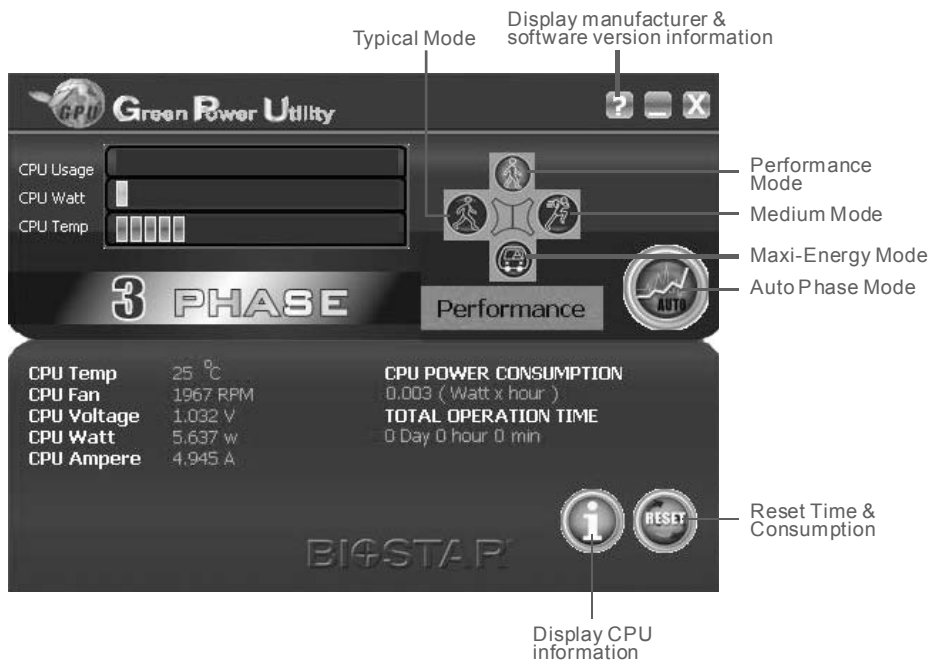 Display manufacturer &
software version information
Typical Mode
GPU
Green Power Utility
?
X
CPU Usage
CPU Watt
CPU Temp
Performance
Mode
Medium Mode
Maxi-Energy Mode
Auto Phase Mode
AUTO
3 PHASE
Performance
CPU Temp 25 °C
CPU Fan 1967 RPM
CPU Voltage 1.032 V
CPU Watt 5.637 w
CPU Ampere 4.945 A
CPU POWER CONSUMPTION
0.003 ( Watt x hour )
TOTAL OPERATION TIME
0 Day 0 hour 0 min
i
RESET
Reset Time &
Consumption
BIOSTAR
Display CPU
information